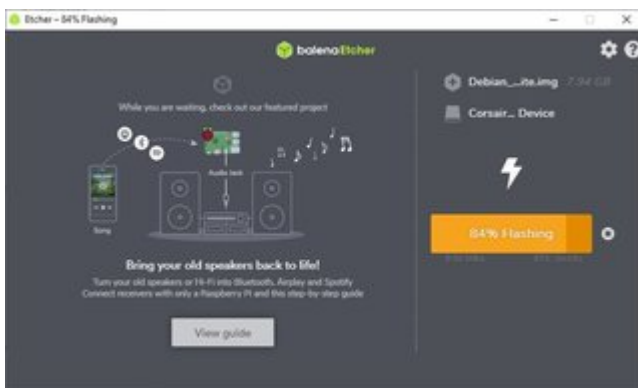 Etcher – 84% Flashing
balenaEtcher
While you are waiting, check out our featured project
Audio Jack
Song
Bring your old speakers back to life!
Turn your old speakers or Hi-Fi into Bluetooth, Airplay and Spotify
Connect receivers with only a Raspberry Pi and this step-by-step guide
View guide
Debian_...ite.img 7.94 GB
Corsair... Device
84% Flashing